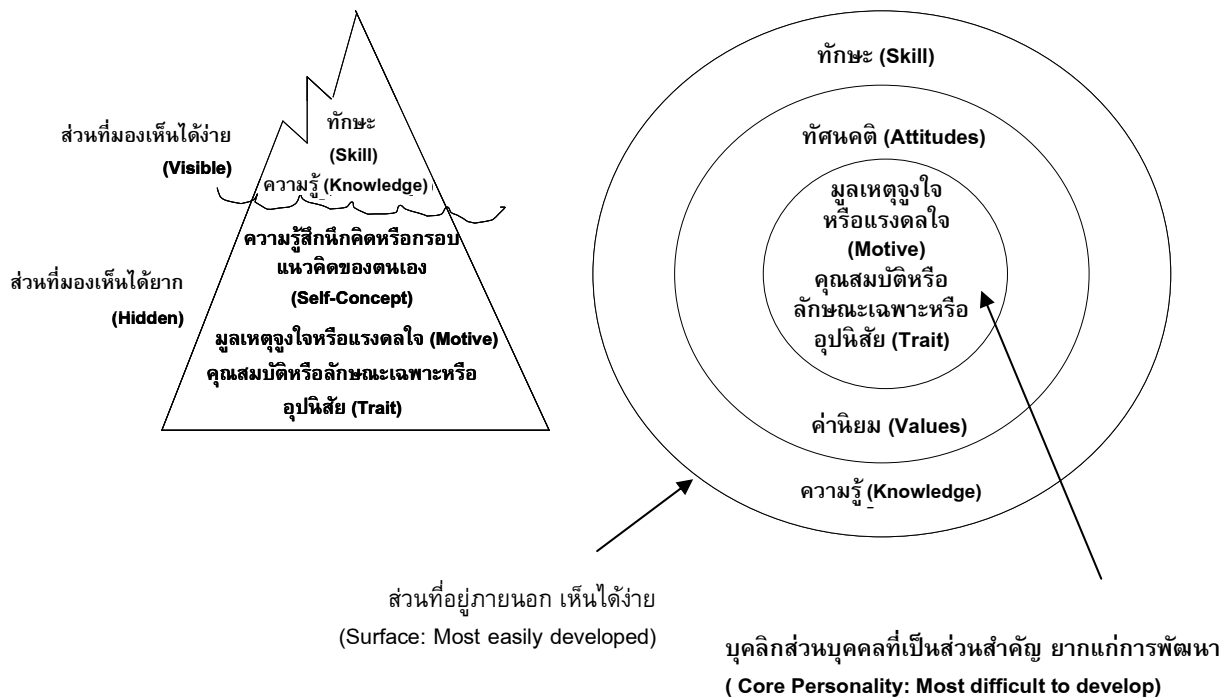 ส่วนที่มองเห็นได้ง่าย
(Visible)
ทักษะ
(Skill)
ความรู้ (Knowledge)
ส่วนที่มองเห็นได้ยาก
(Hidden)
ความรู้สึกนึกคิดหรือกรอบ
แนวคิดของตนเอง
(Self-Concept)
มูลเหตุจูงใจหรือแรงดลใจ (Motive)
คุณสมบัติหรือลักษณะเฉพาะหรือ
อุปนิสัย (Trait)
ทักษะ (Skill)
ทัศนคติ (Attitudes)
มูลเหตุจูงใจ
หรือแรงดลใจ
(Motive)
คุณสมบัติหรือ
ลักษณะเฉพาะหรือ
อุปนิสัย (Trait)
ค่านิยม (Values)
ความรู้ (Knowledge)
ส่วนที่อยู่ภายนอก เห็นได้ง่าย
(Surface: Most easily developed)
บุคลิกส่วนบุคคลที่เป็นส่วนสำคัญ ยากแก่การพัฒนา
( Core Personality: Most difficult to develop)